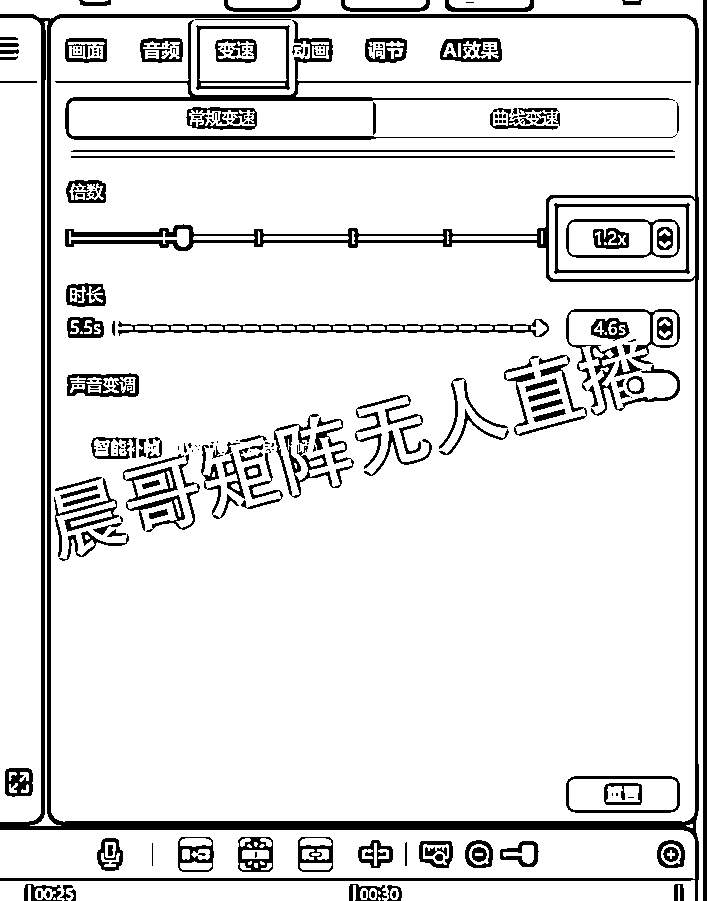 画面 音频 变速 动画 调节 AI效果
常规变速 曲线变速
倍数
1.2x
时长
5.5s 4.6s
声音变调
智能补帧
晨哥矩阵无人直播
00:25 00:30